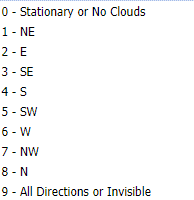 0 - Stationary or No Clouds
1 - NE
2 - E
3 - SE
4 - S
5 - SW
6 - W
7 - NW
8 - N
9 - All Directions or Invisible